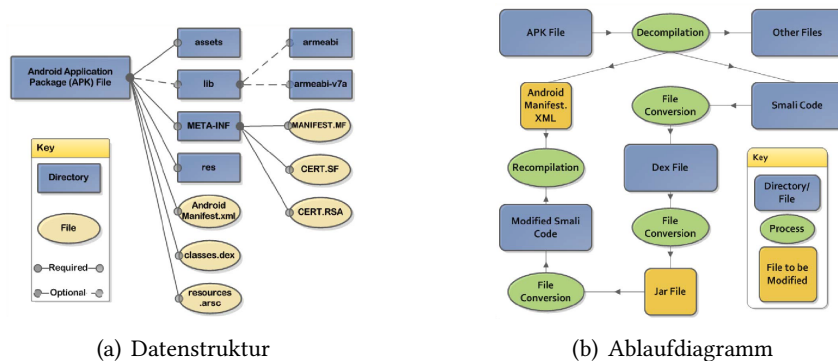 assets
armeabi
Android Application
Package (APK) File
lib
armeabi-v7a
META-INF
MANIFEST.MF
Key
Directory
res
CERT.SF
File
Android
Manifest.xml
CERT.RSA
classes.dex
Required
Optional
resources
.arsc
(a) Datenstruktur
APK File
Decompilation
Other Files
Android
Manifest.
XML
File
Conversion
Smali Code
Recompilation
Dex File
Key
Directory/
File
Modified Smali
Code
File
Conversion
Process
File
Conversion
Jar File
File to be
Modified
(b) Ablaufdiagramm